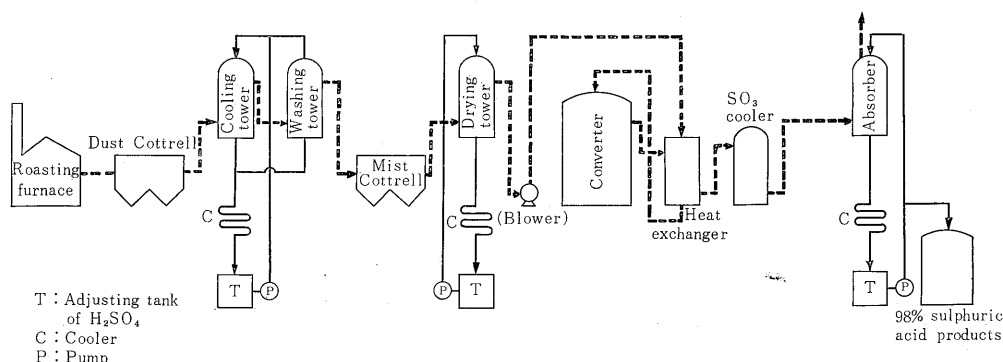 Roasting
furnace
Dust Cottrell
Cooling
tower
Washing
tower
C
T
P
Mist
Cottrell
Drying
tower
C
(Blower)
P
T
Converter
Heat
exchanger
SO₃
cooler
Absorber
C
T
P
98% sulphuric
acid products
T : Adjusting tank
of H₂SO₄
C : Cooler
P : Pump